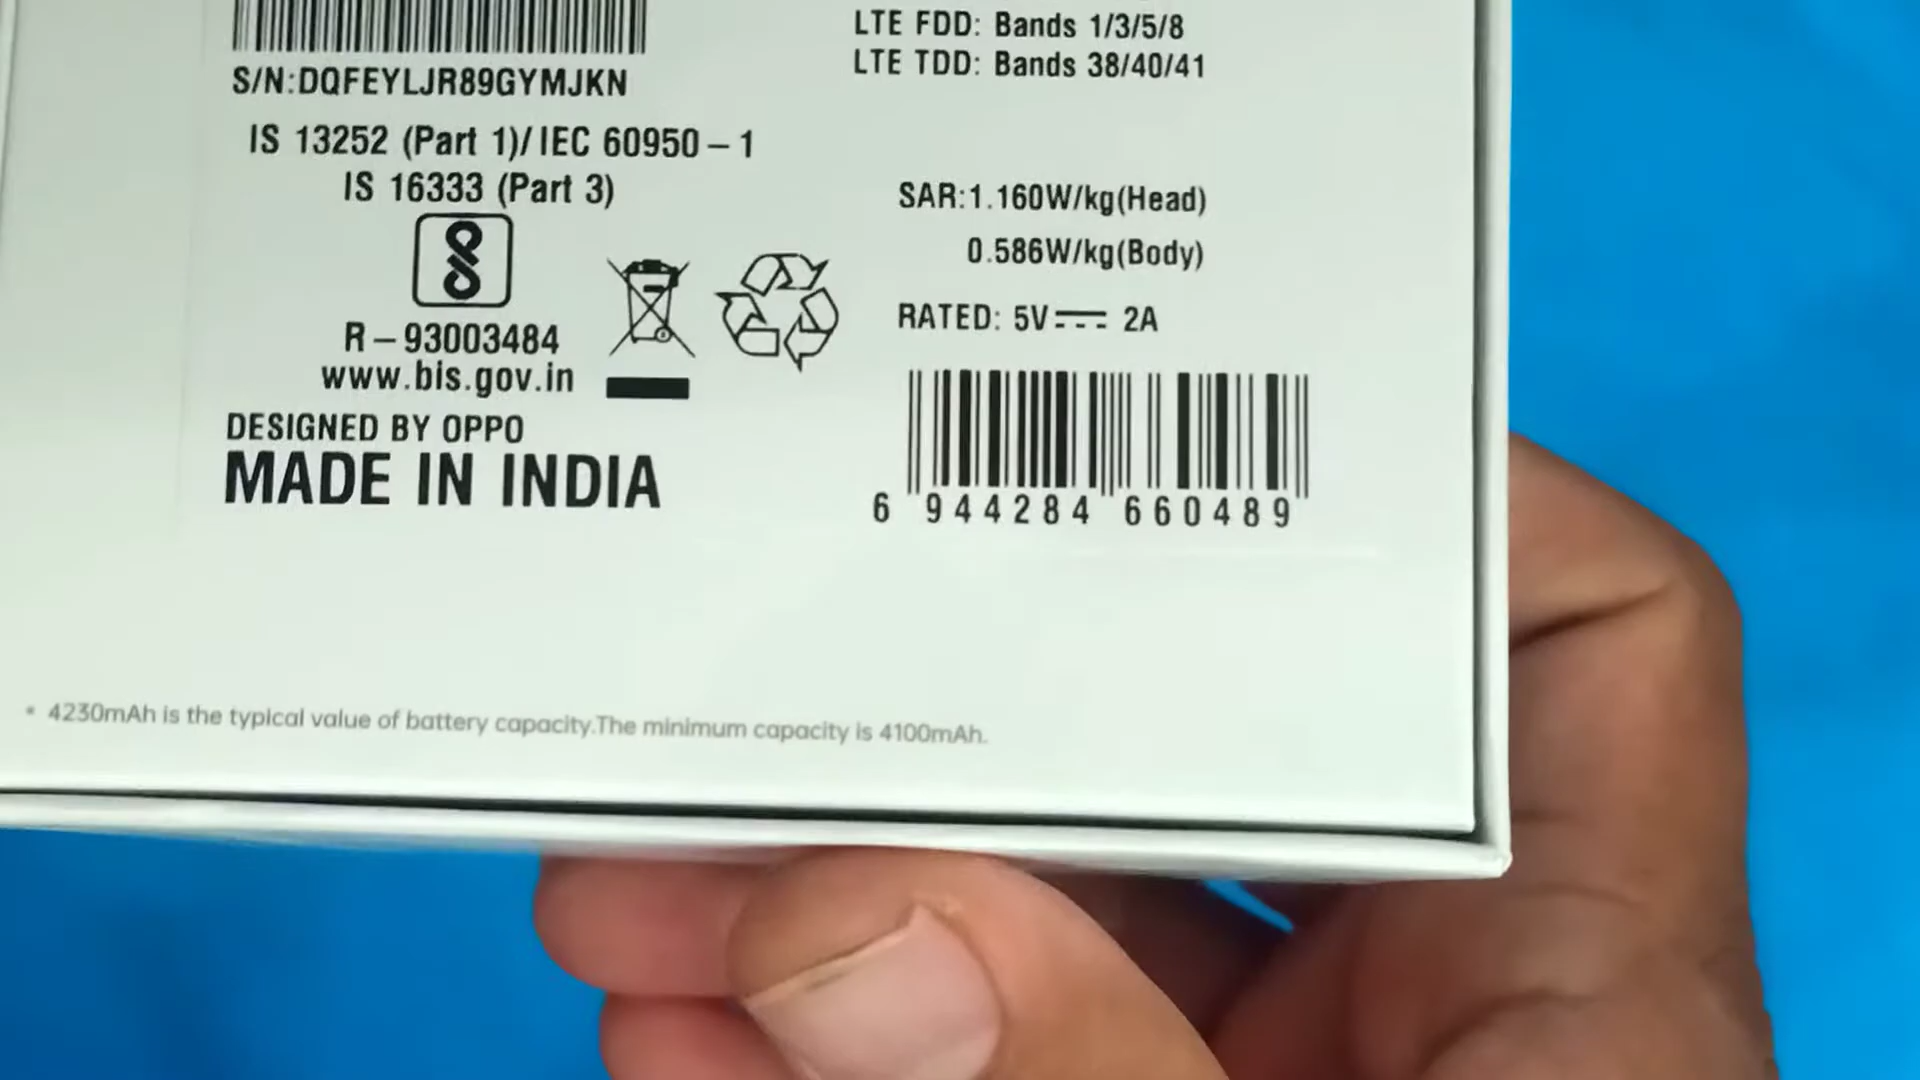 S/N:DQFEYLJR89GYMJKN
IS 13252 (Part 1)/IEC 60950–1
IS 16333 (Part 3)
R–93003484
www.bis.gov.in
DESIGNED BY OPPO
MADE IN INDIA
LTE FDD: Bands 1/3/5/8
LTE TDD: Bands 38/40/41
SAR:1.160W/kg(Head)
0.586W/kg(Body)
RATED: 5V⎓ 2A
6 944284 660489
* 4230mAh is the typical value of battery capacity.The minimum capacity is 4100mAh.